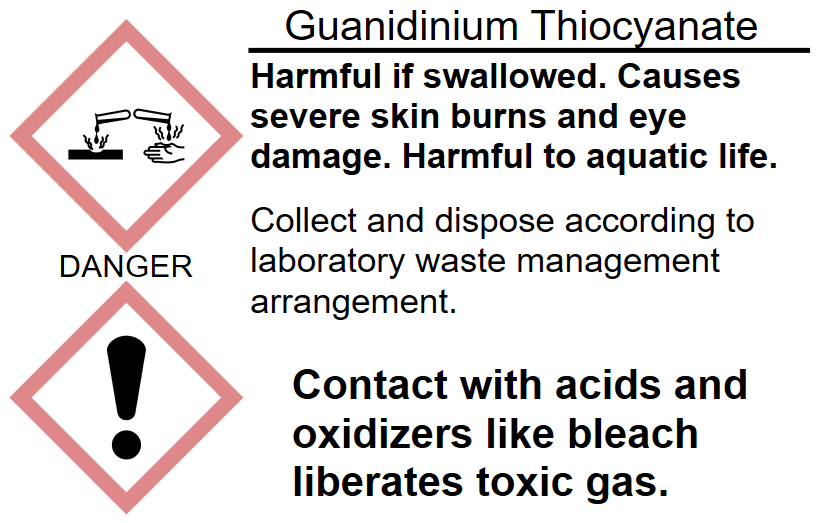 Guanidinium Thiocyanate
Harmful if swallowed. Causes
severe skin burns and eye
damage. Harmful to aquatic life.
Collect and dispose according to
laboratory waste management
arrangement.
DANGER
Contact with acids and
oxidizers like bleach
liberates toxic gas.